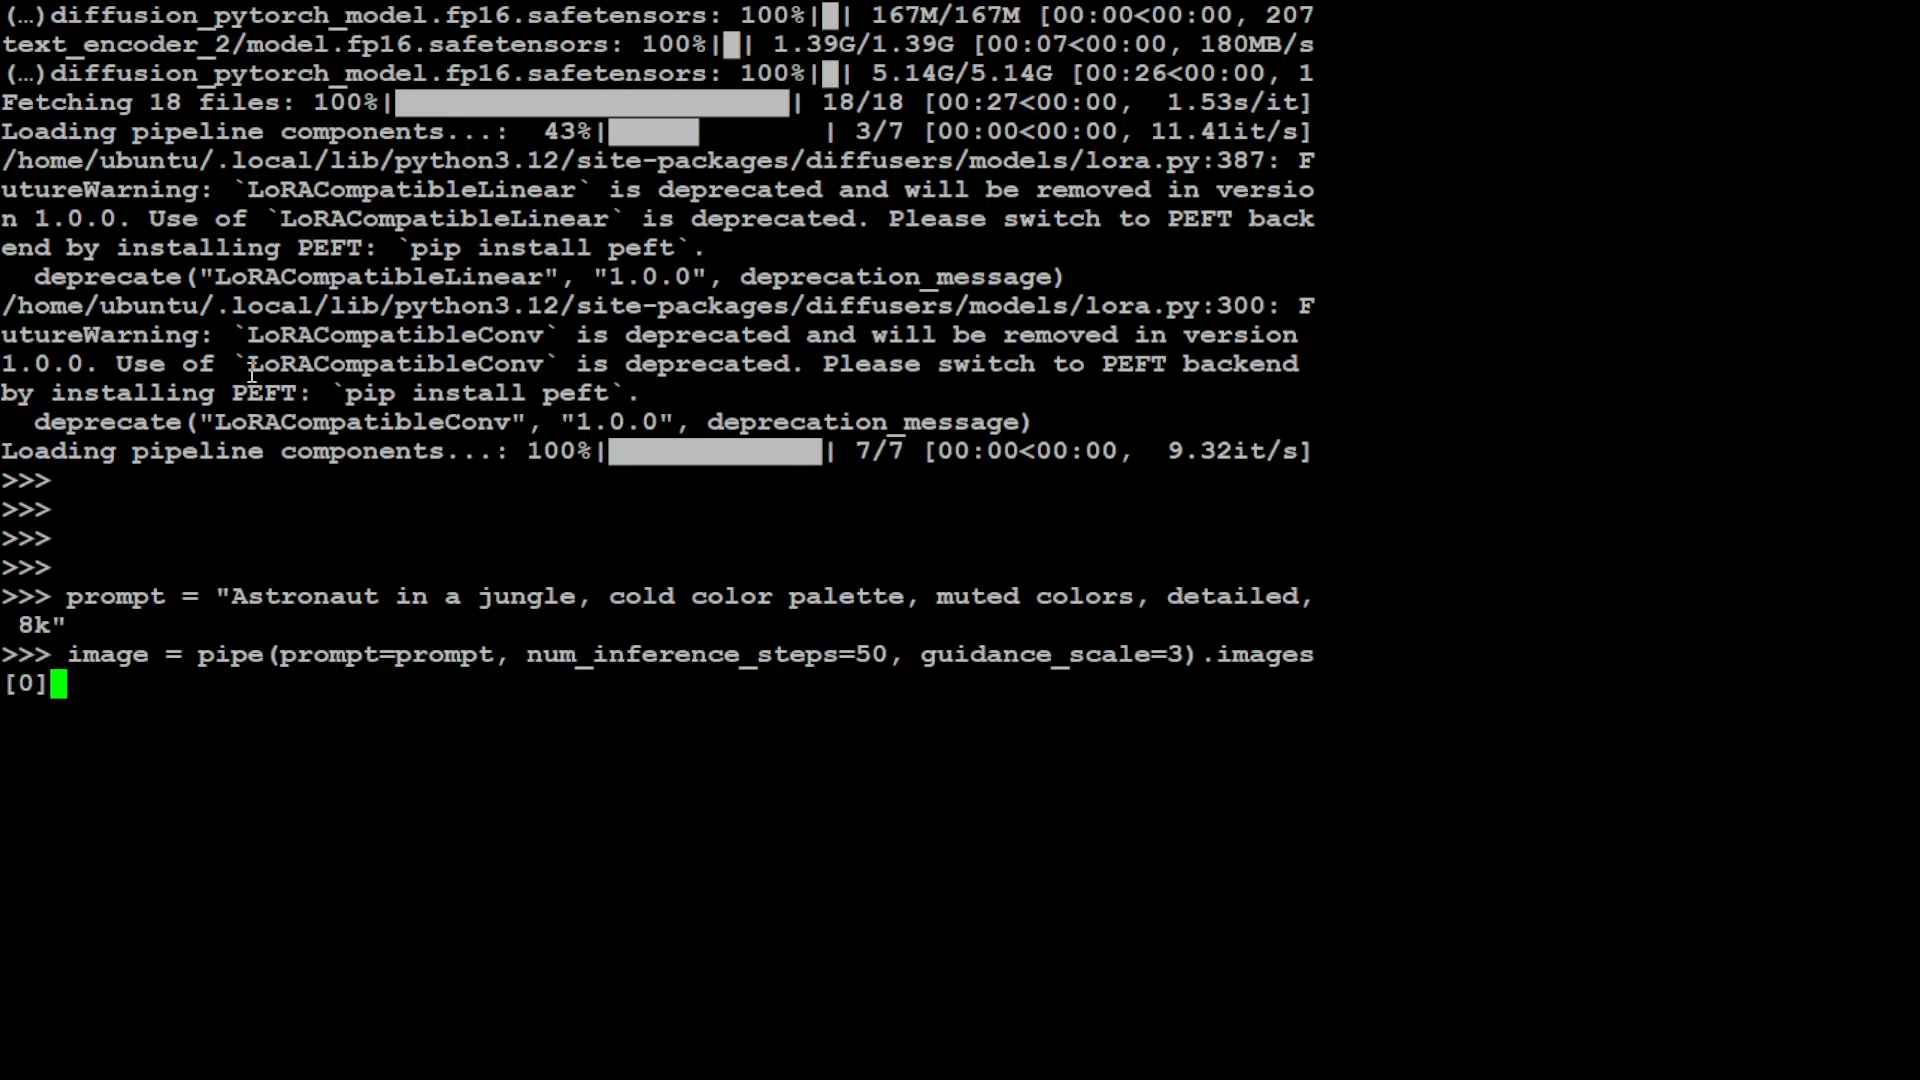 (…)diffusion_pytorch_model.fp16.safetensors: 100%|█| 167M/167M [00:00<00:00, 207
text_encoder_2/model.fp16.safetensors: 100%|█| 1.39G/1.39G [00:07<00:00, 180MB/s
(…)diffusion_pytorch_model.fp16.safetensors: 100%|█| 5.14G/5.14G [00:26<00:00, 1
Fetching 18 files: 100%|████████████████████████| 18/18 [00:27<00:00,  1.53s/it]
Loading pipeline components...:  43%|█████▌       | 3/7 [00:00<00:00, 11.41it/s]
/home/ubuntu/.local/lib/python3.12/site-packages/diffusers/models/lora.py:387: F
utureWarning: `LoRACompatibleLinear` is deprecated and will be removed in versio
n 1.0.0. Use of `LoRACompatibleLinear` is deprecated. Please switch to PEFT back
end by installing PEFT: `pip install peft`.
  deprecate("LoRACompatibleLinear", "1.0.0", deprecation_message)
/home/ubuntu/.local/lib/python3.12/site-packages/diffusers/models/lora.py:300: F
utureWarning: `LoRACompatibleConv` is deprecated and will be removed in version
1.0.0. Use of `LoRACompatibleConv` is deprecated. Please switch to PEFT backend
by installing PEFT: `pip install peft`.
  deprecate("LoRACompatibleConv", "1.0.0", deprecation_message)
Loading pipeline components...: 100%|█████████████| 7/7 [00:00<00:00,  9.32it/s]
>>>
>>>
>>>
>>>
>>> prompt = "Astronaut in a jungle, cold color palette, muted colors, detailed,
 8k"
>>> image = pipe(prompt=prompt, num_inference_steps=50, guidance_scale=3).images
[0]